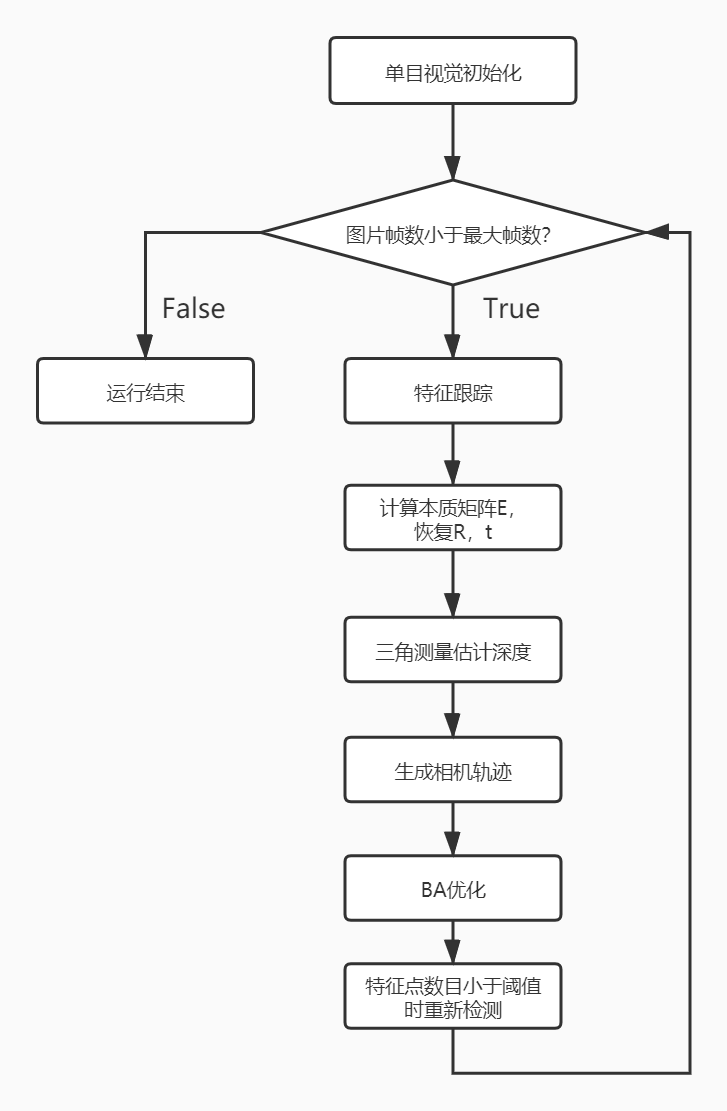 单目视觉初始化
图片帧数小于最大帧数？
False
True
运行结束
特征跟踪
计算本质矩阵E，
恢复R，t
三角测量估计深度
生成相机轨迹
BA优化
特征点数目小于阈值
时重新检测